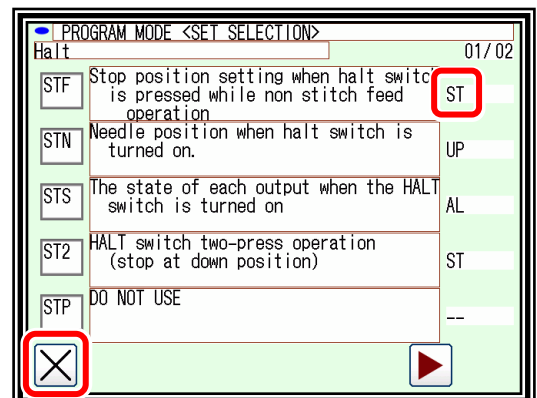 PROGRAM MODE <SET SELECTION>
Halt 01/02
STF Stop position setting when halt switch ST
is pressed while non stitch feed
operation
STN Needle position when halt switch is UP
turned on.
STS The state of each output when the HALT AL
switch is turned on
ST2 HALT switch two-press operation ST
(stop at down position)
STP DO NOT USE --